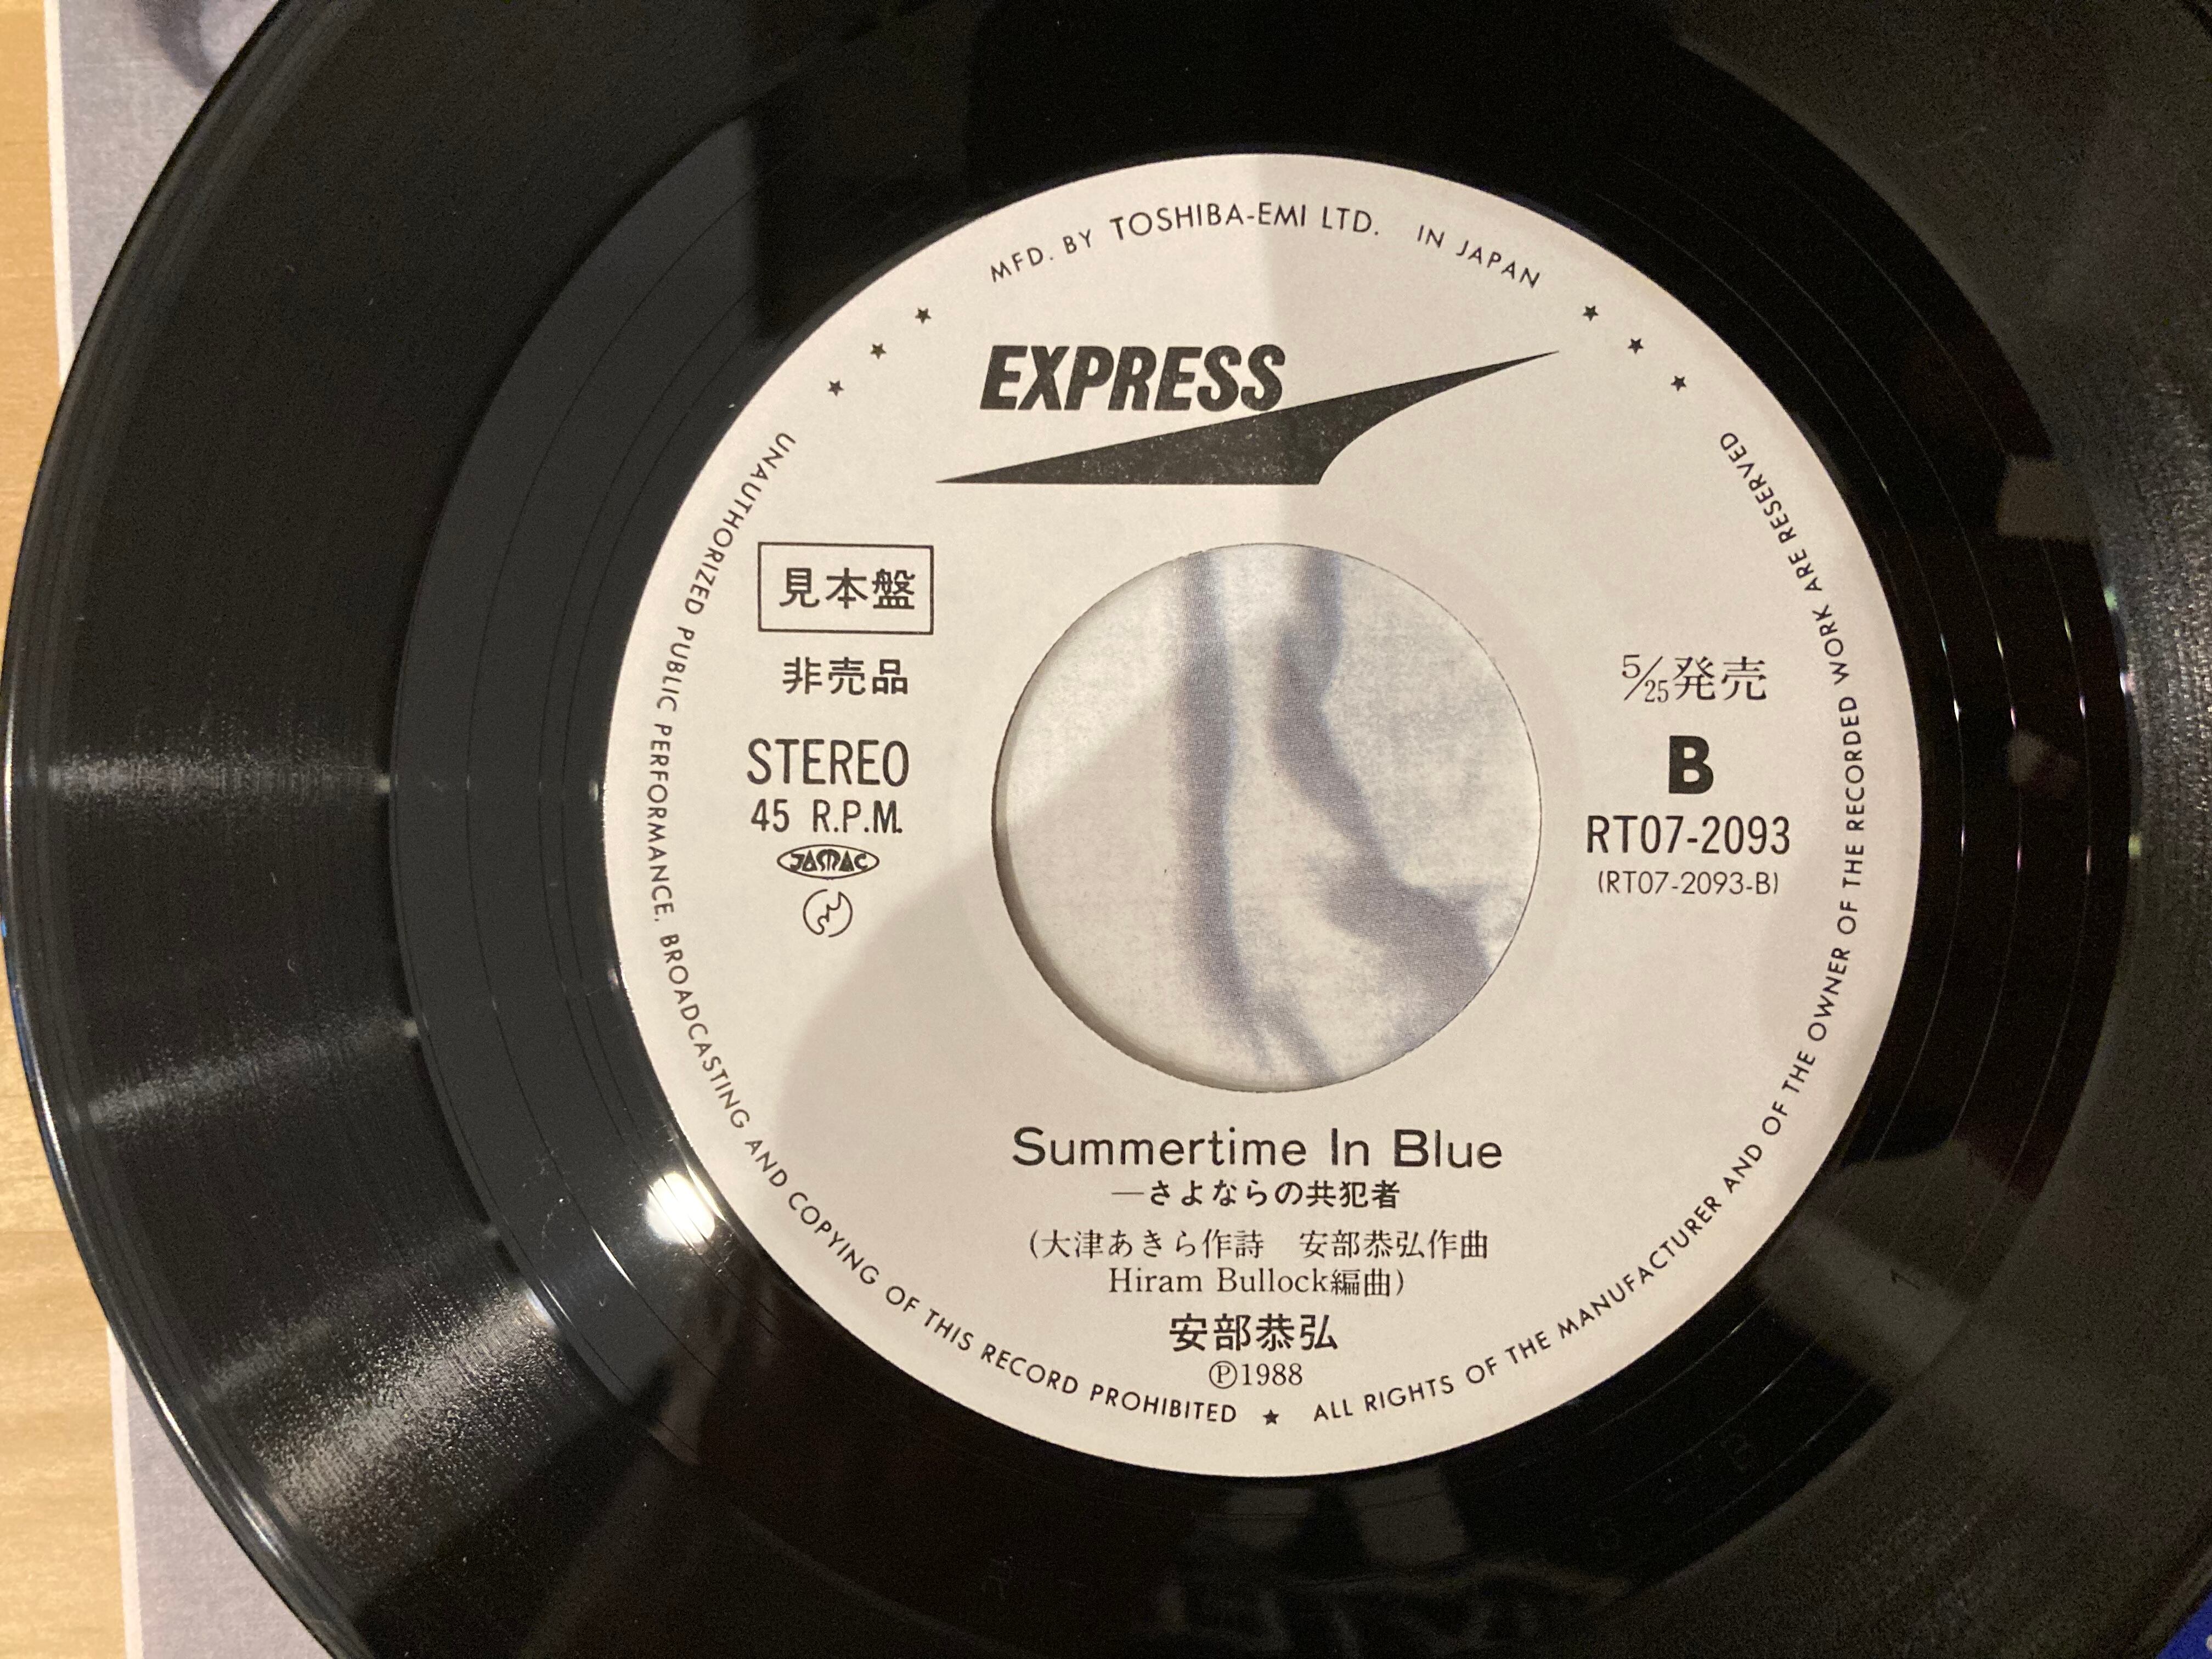 MFD. BY TOSHIBA-EMI LTD. IN JAPAN
EXPRESS
見本盤
非売品
STEREO
45 R.P.M.
JASRAC
5/25発売
B
RT07-2093
(RT07-2093-B)
Summertime In Blue
—さよならの共犯者
(大津あきら作詩 安部恭弘作曲
Hiram Bullock編曲)
安部恭弘
Ⓟ1988
UNAUTHORIZED PUBLIC PERFORMANCE, BROADCASTING AND COPYING OF THIS RECORD PROHIBITED ★ ALL RIGHTS OF THE MANUFACTURER AND OF THE OWNER OF THE RECORDED WORK ARE RESERVED